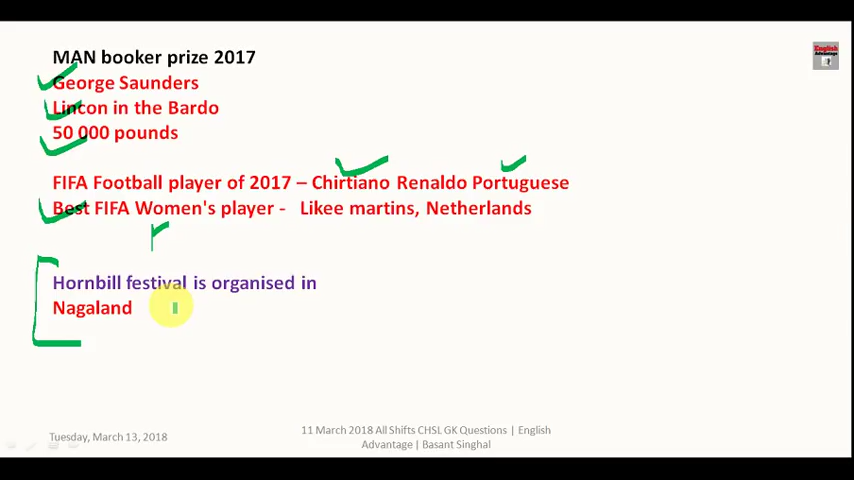 MAN booker prize 2017
English
Advantage
George Saunders
Lincon in the Bardo
50 000 pounds
FIFA Football player of 2017 – Chirtiano Renaldo Portuguese
Best FIFA Women's player - Likee martins, Netherlands
Hornbill festival is organised in
Nagaland
Tuesday, March 13, 2018
11 March 2018 All Shifts CHSL GK Questions | English
Advantage | Basant Singhal